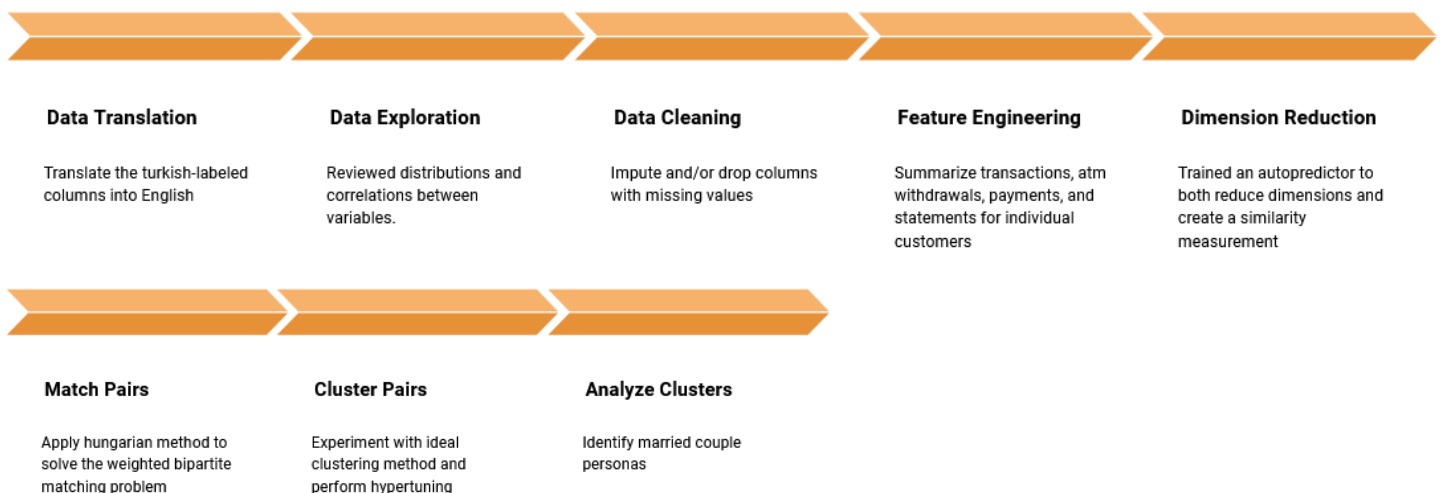 Data Translation
Translate the turkish-labeled
columns into English
Data Exploration
Reviewed distributions and
correlations between
variables.
Data Cleaning
Impute and/or drop columns
with missing values
Feature Engineering
Summarize transactions, atm
withdrawals, payments, and
statements for individual
customers
Dimension Reduction
Trained an autopredictor to
both reduce dimensions and
create a similarity
measurement
Match Pairs
Apply hungarian method to
solve the weighted bipartite
matching problem
Cluster Pairs
Experiment with ideal
clustering method and
perform hypertuning
Analyze Clusters
Identify married couple
personas